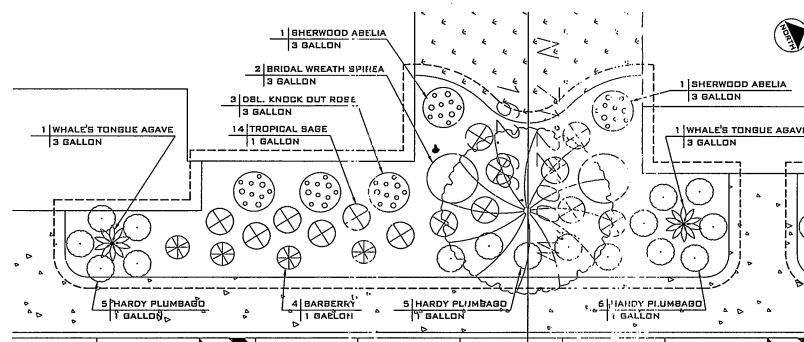 NORTH
1 SHERWOOD ABELIA
3 GALLON
2 BRIDAL WREATH SPIREA
3 GALLON
3 DBL. KNOCK OUT ROSE
3 GALLON
14 TROPICAL SAGE
1 GALLON
1 WHALE'S TONGUE AGAVE
3 GALLON
1 SHERWOOD ABELIA
3 GALLON
1 WHALE'S TONGUE AGAVE
3 GALLON
5 HARDY PLUMBAGO
1 GALLON
4 BARBERRY
1 GALLON
5 HARDY PLUMBAGO
1 GALLON
6 HARDY PLUMBAGO
1 GALLON